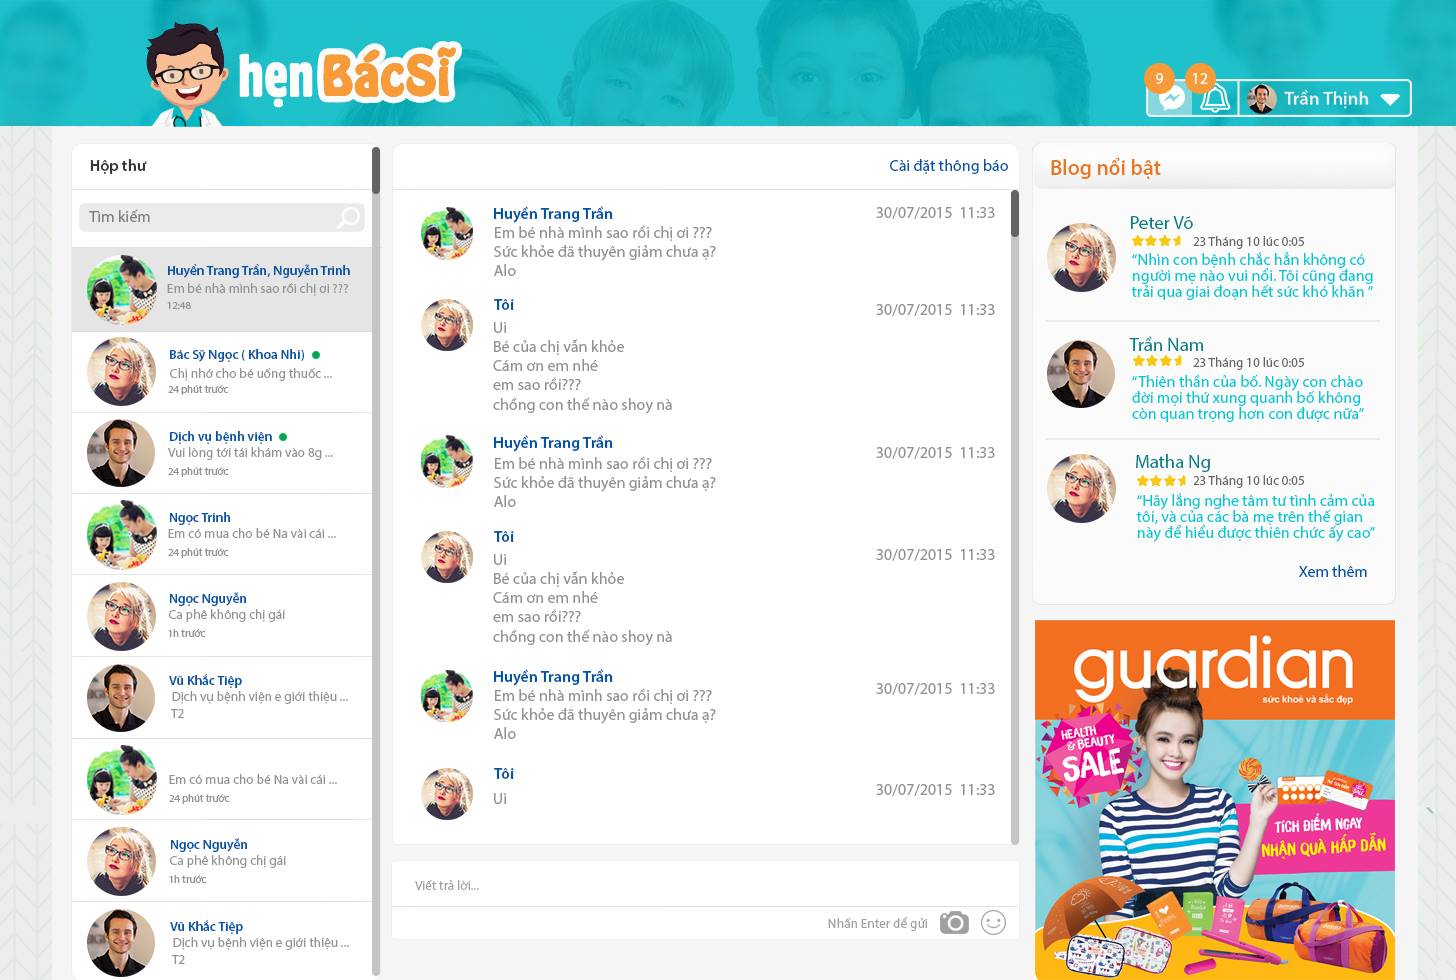 hẹn BácSĩ
9
12
Trần Thịnh
Hộp thư
Tìm kiếm
Huyền Trang Trần, Nguyễn Trinh
Em bé nhà mình sao rồi chị ơi ???
12:48
Bác Sỹ Ngọc ( Khoa Nhi)
Chị nhớ cho bé uống thuốc ...
24 phút trước
Dịch vụ bệnh viện
Vui lòng tới tái khám vào 8g ...
24 phút trước
Ngọc Trinh
Em có mua cho bé Na vài cái ...
24 phút trước
Ngọc Nguyễn
Ca phê không chị gái
1h trước
Vũ Khắc Tiệp
Dịch vụ bệnh viện e giới thiệu ...
T2
Em có mua cho bé Na vài cái ...
24 phút trước
Ngọc Nguyễn
Ca phê không chị gái
1h trước
Vũ Khắc Tiệp
Dịch vụ bệnh viện e giới thiệu ...
T2
Cài đặt thông báo
Huyền Trang Trần
30/07/2015 11:33
Em bé nhà mình sao rồi chị ơi ???
Sức khỏe đã thuyên giảm chưa ạ?
Alo
Tôi
30/07/2015 11:33
Ui
Bé của chị vẫn khỏe
Cám ơn em nhé
em sao rồi???
chồng con thế nào shoy nà
Huyền Trang Trần
30/07/2015 11:33
Em bé nhà mình sao rồi chị ơi ???
Sức khỏe đã thuyên giảm chưa ạ?
Alo
Tôi
30/07/2015 11:33
Ui
Bé của chị vẫn khỏe
Cám ơn em nhé
em sao rồi???
chồng con thế nào shoy nà
Huyền Trang Trần
30/07/2015 11:33
Em bé nhà mình sao rồi chị ơi ???
Sức khỏe đã thuyên giảm chưa ạ?
Alo
Tôi
30/07/2015 11:33
Ui
Viết trả lời...
Nhấn Enter để gửi
Blog nổi bật
Peter Võ
23 Tháng 10 lúc 0:05
“Nhìn con bệnh chắc hẳn không có
người mẹ nào vui nổi. Tôi cũng đang
trải qua giai đoạn hết sức khó khăn ”
Trần Nam
23 Tháng 10 lúc 0:05
“Thiên thần của bố. Ngày con chào
đời mọi thứ xung quanh bố không
còn quan trọng hơn con được nữa”
Matha Ng
23 Tháng 10 lúc 0:05
“Hãy lắng nghe tâm tư tình cảm của
tôi, và của các bà mẹ trên thế gian
này để hiểu được thiên chức ấy cao”
Xem thêm
guardian
sức khoẻ và sắc đẹp
HEALTH
& BEAUTY
SALE
TÍCH ĐIỂM NGAY
NHẬN QUÀ HẤP DẪN